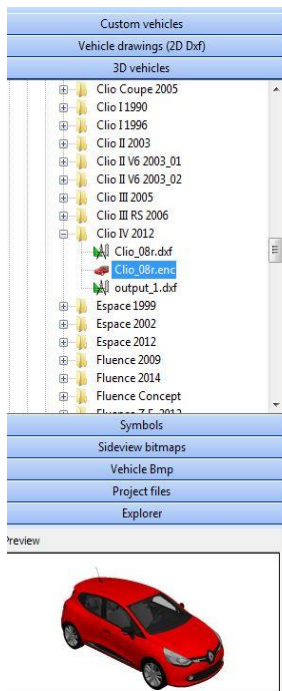 Custom vehicles
Vehicle drawings (2D Dxf)
3D vehicles
Clio Coupe 2005
Clio I 1990
Clio I 1996
Clio II 2003
Clio II V6 2003_01
Clio II V6 2003_02
Clio III 2005
Clio III RS 2006
Clio IV 2012
Clio_08r.dxf
Clio_08r.enc
output_1.dxf
Espace 1999
Espace 2002
Espace 2012
Fluence 2009
Fluence 2014
Fluence Concept
Fluence Z.E. 2012
Symbols
Sideview bitmaps
Vehicle Bmp
Project files
Explorer
Preview